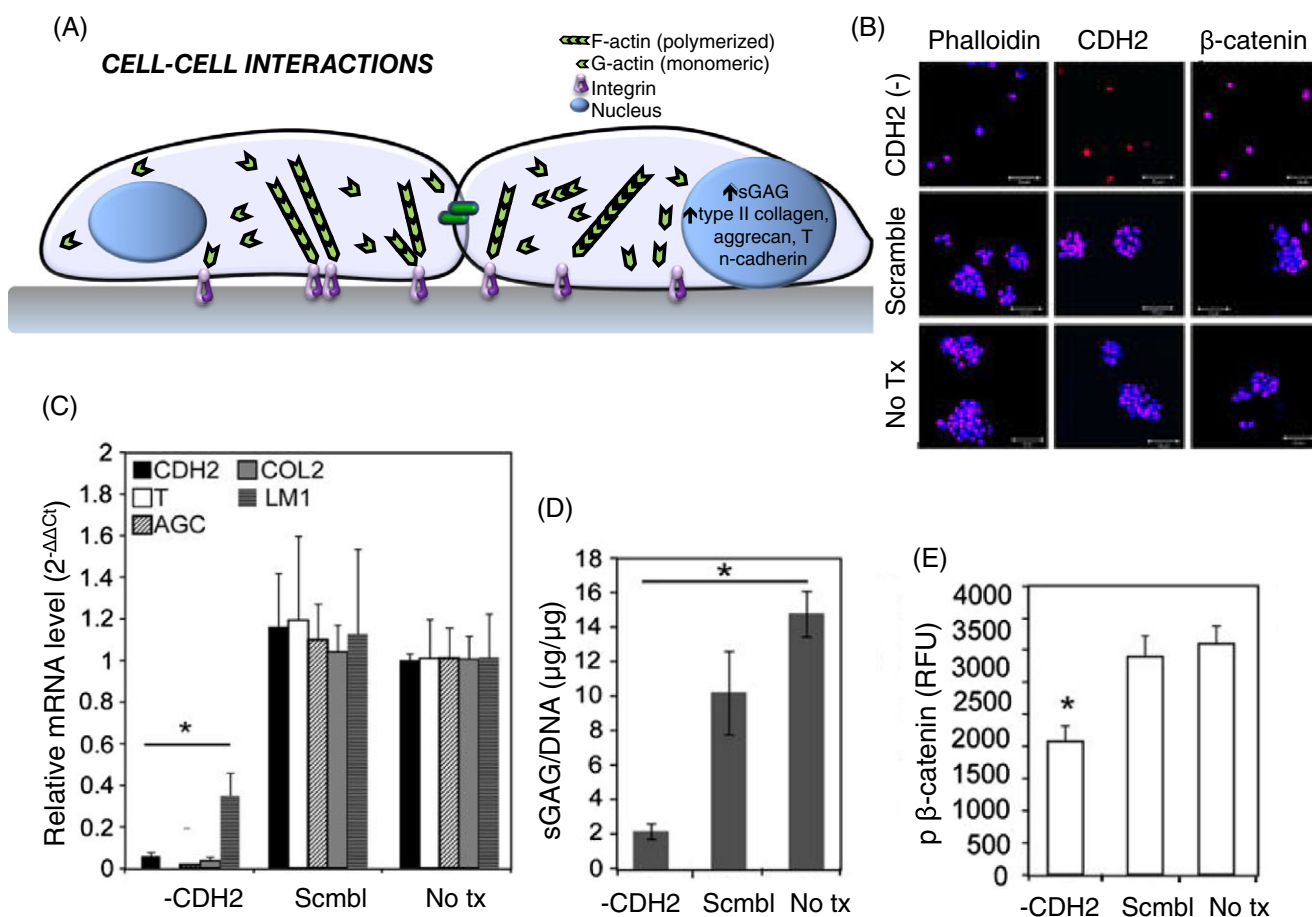 (A)
CELL-CELL INTERACTIONS
F-actin (polymerized)
G-actin (monomeric)
Integrin
Nucleus
sGAG
type II collagen,
aggrecan, T
n-cadherin
(B)
Phalloidin CDH2 β-catenin
CDH2 (-)
Scramble
No Tx
(C)
Relative mRNA level (2-ΔΔCt)
2
1.8
1.6
1.4
1.2
1
0.8
0.6
0.4
0.2
0
CDH2 COL2
T LM1
AGC
*
-CDH2 Scmbl No tx
(D)
sGAG/DNA (µg/µg)
18
16
14
12
10
8
6
4
2
0
*
-CDH2 Scmbl No tx
(E)
p β-catenin (RFU)
4000
3500
3000
2500
2000
1500
1000
500
0
*
-CDH2 Scmbl No tx